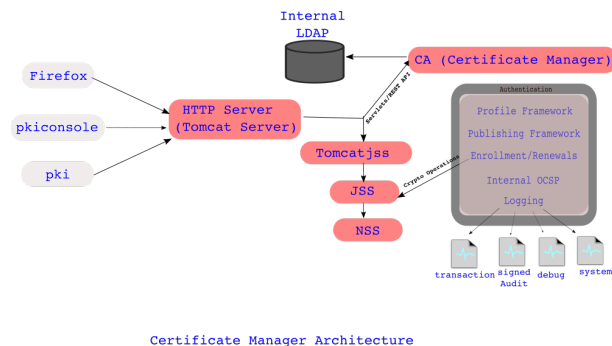 Internal
LDAP
CA (Certificate Manager)
Firefox
HTTP Server
(Tomcat Server)
pkiconsole
pki
Servlets/REST API
Tomcatjss
JSS
NSS
Crypto Operations
Authentication
Profile Framework
Publishing Framework
Enrollment/Renewals
Internal OCSP
Logging
transaction
signed
Audit
debug
system
Certificate Manager Architecture